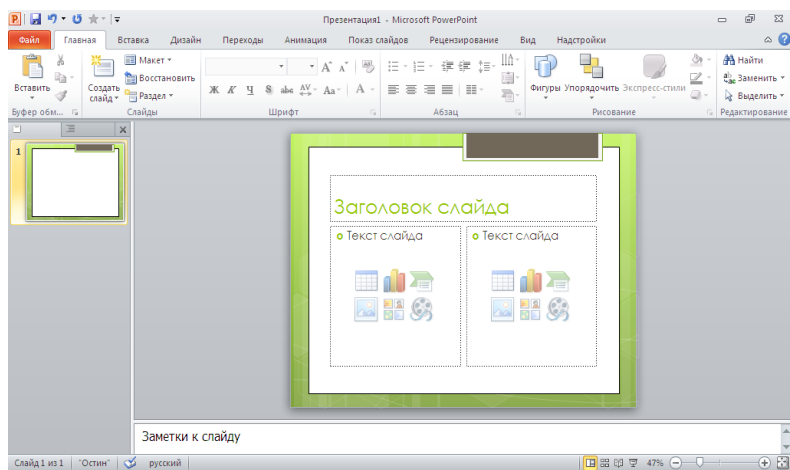 Презентация1 - Microsoft PowerPoint
Файл Главная Вставка Дизайн Переходы Анимация Показ слайдов Рецензирование Вид Надстройки
Вставить
Создать слайд
Макет
Восстановить
Раздел
Ж К Ч S abc AV Aa A
Фигуры Упорядочить Экспресс-стили
Найти
Заменить
Выделить
Буфер обм... Слайды Шрифт Абзац Рисование Редактирование
1
Заголовок слайда
Текст слайда Текст слайда
Заметки к слайду
Слайд 1 из 1 "Остин" русский 47%